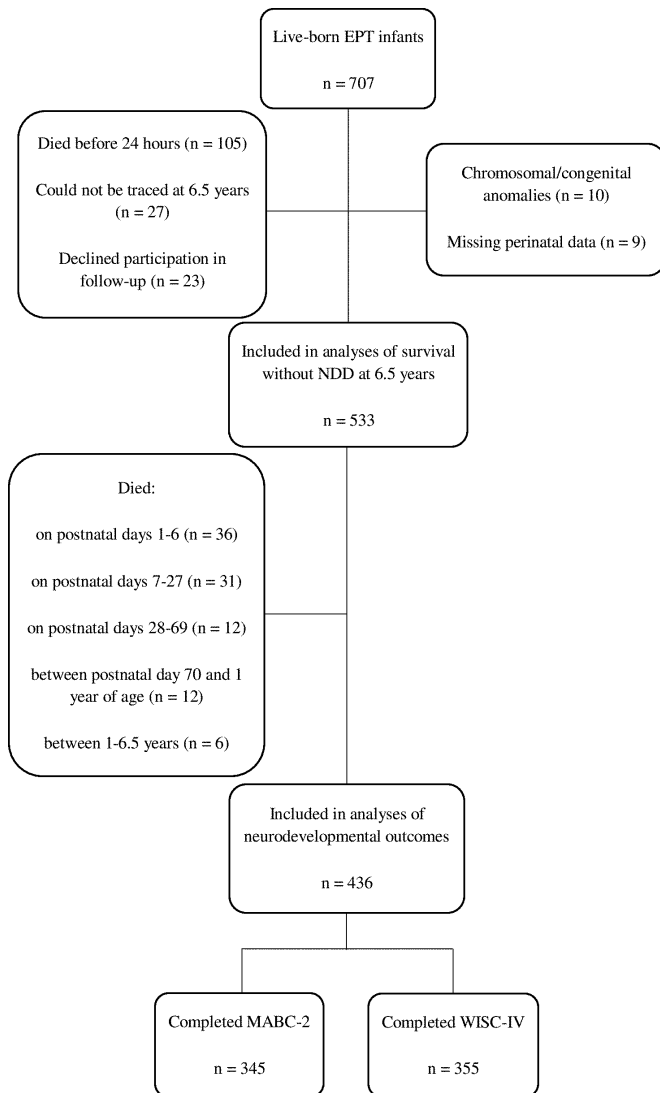 Live-born EPT infants
n = 707
Died before 24 hours (n = 105)
Could not be traced at 6.5 years
(n = 27)
Declined participation in
follow-up (n = 23)
Chromosomal/congenital
anomalies (n = 10)
Missing perinatal data (n = 9)
Included in analyses of survival
without NDD at 6.5 years
n = 533
Died:
on postnatal days 1-6 (n = 36)
on postnatal days 7-27 (n = 31)
on postnatal days 28-69 (n = 12)
between postnatal day 70 and 1
year of age (n = 12)
between 1-6.5 years (n = 6)
Included in analyses of
neurodevelopmental outcomes
n = 436
Completed MABC-2
n = 345
Completed WISC-IV
n = 355